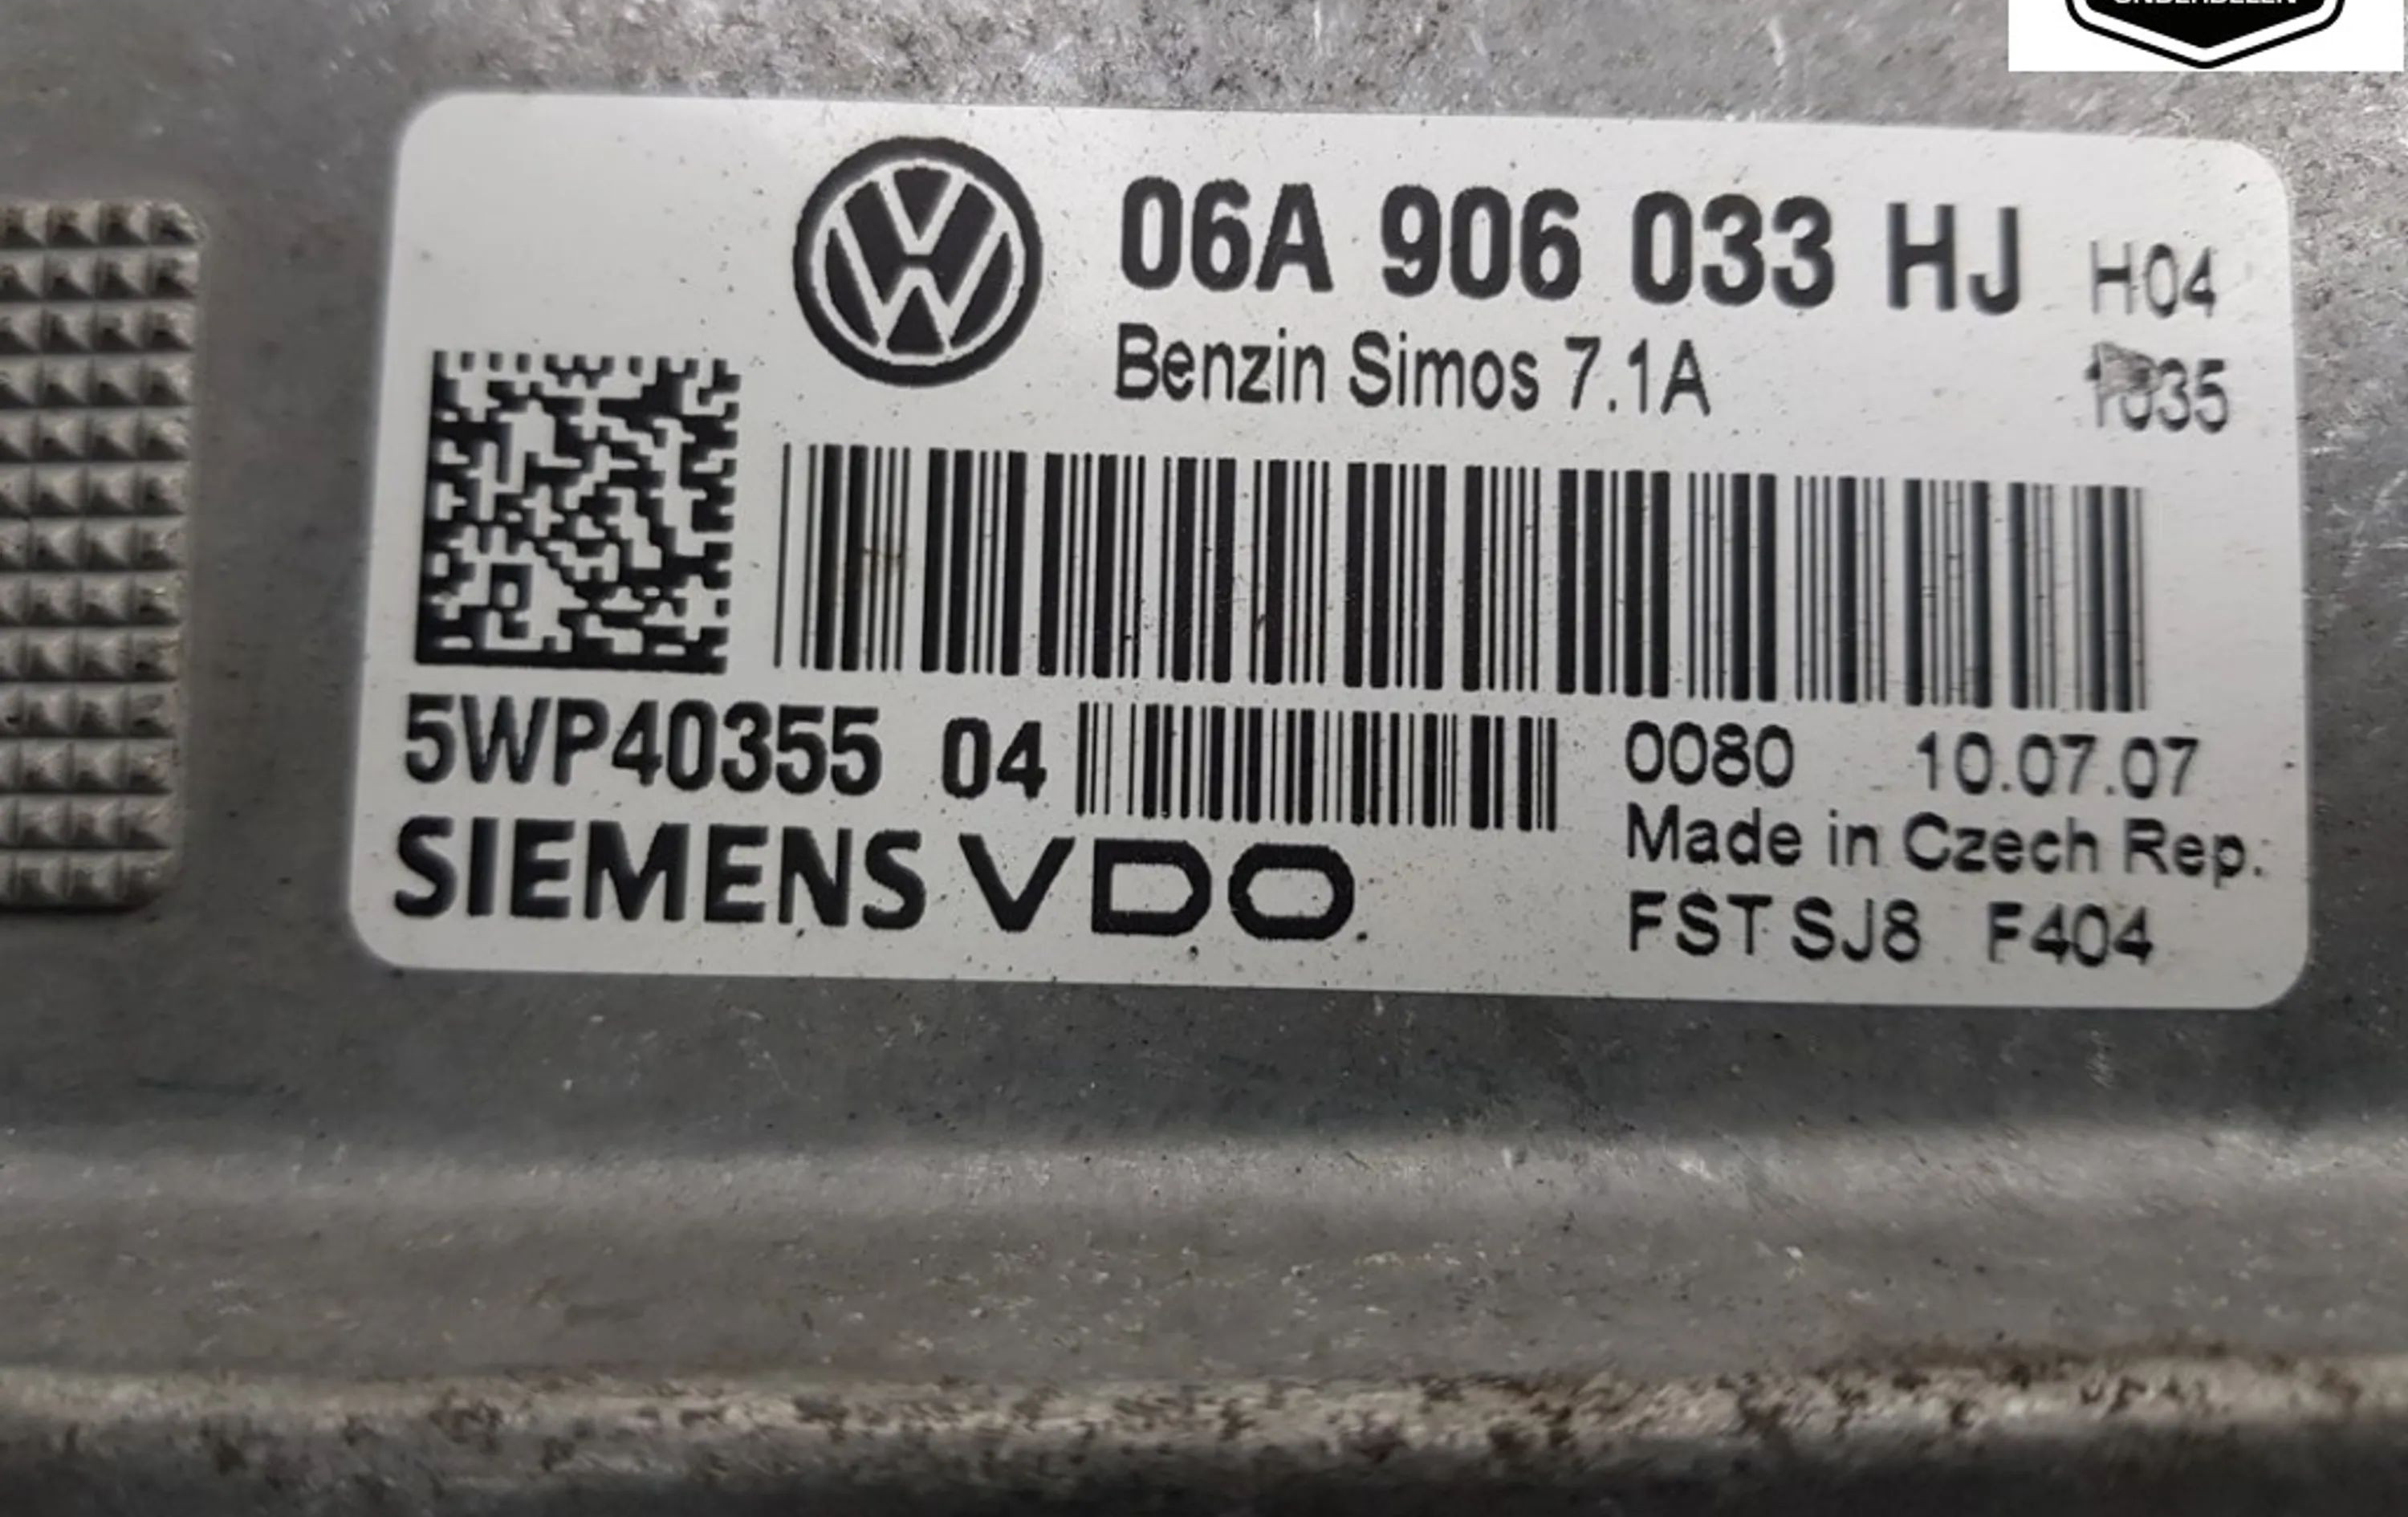 06A 906 033 HJ H04
Benzin Simos 7.1A
5WP40355 04 0080 10.07.07
Made in Czech Rep.
SIEMENS VDO
FST SJ8 F404